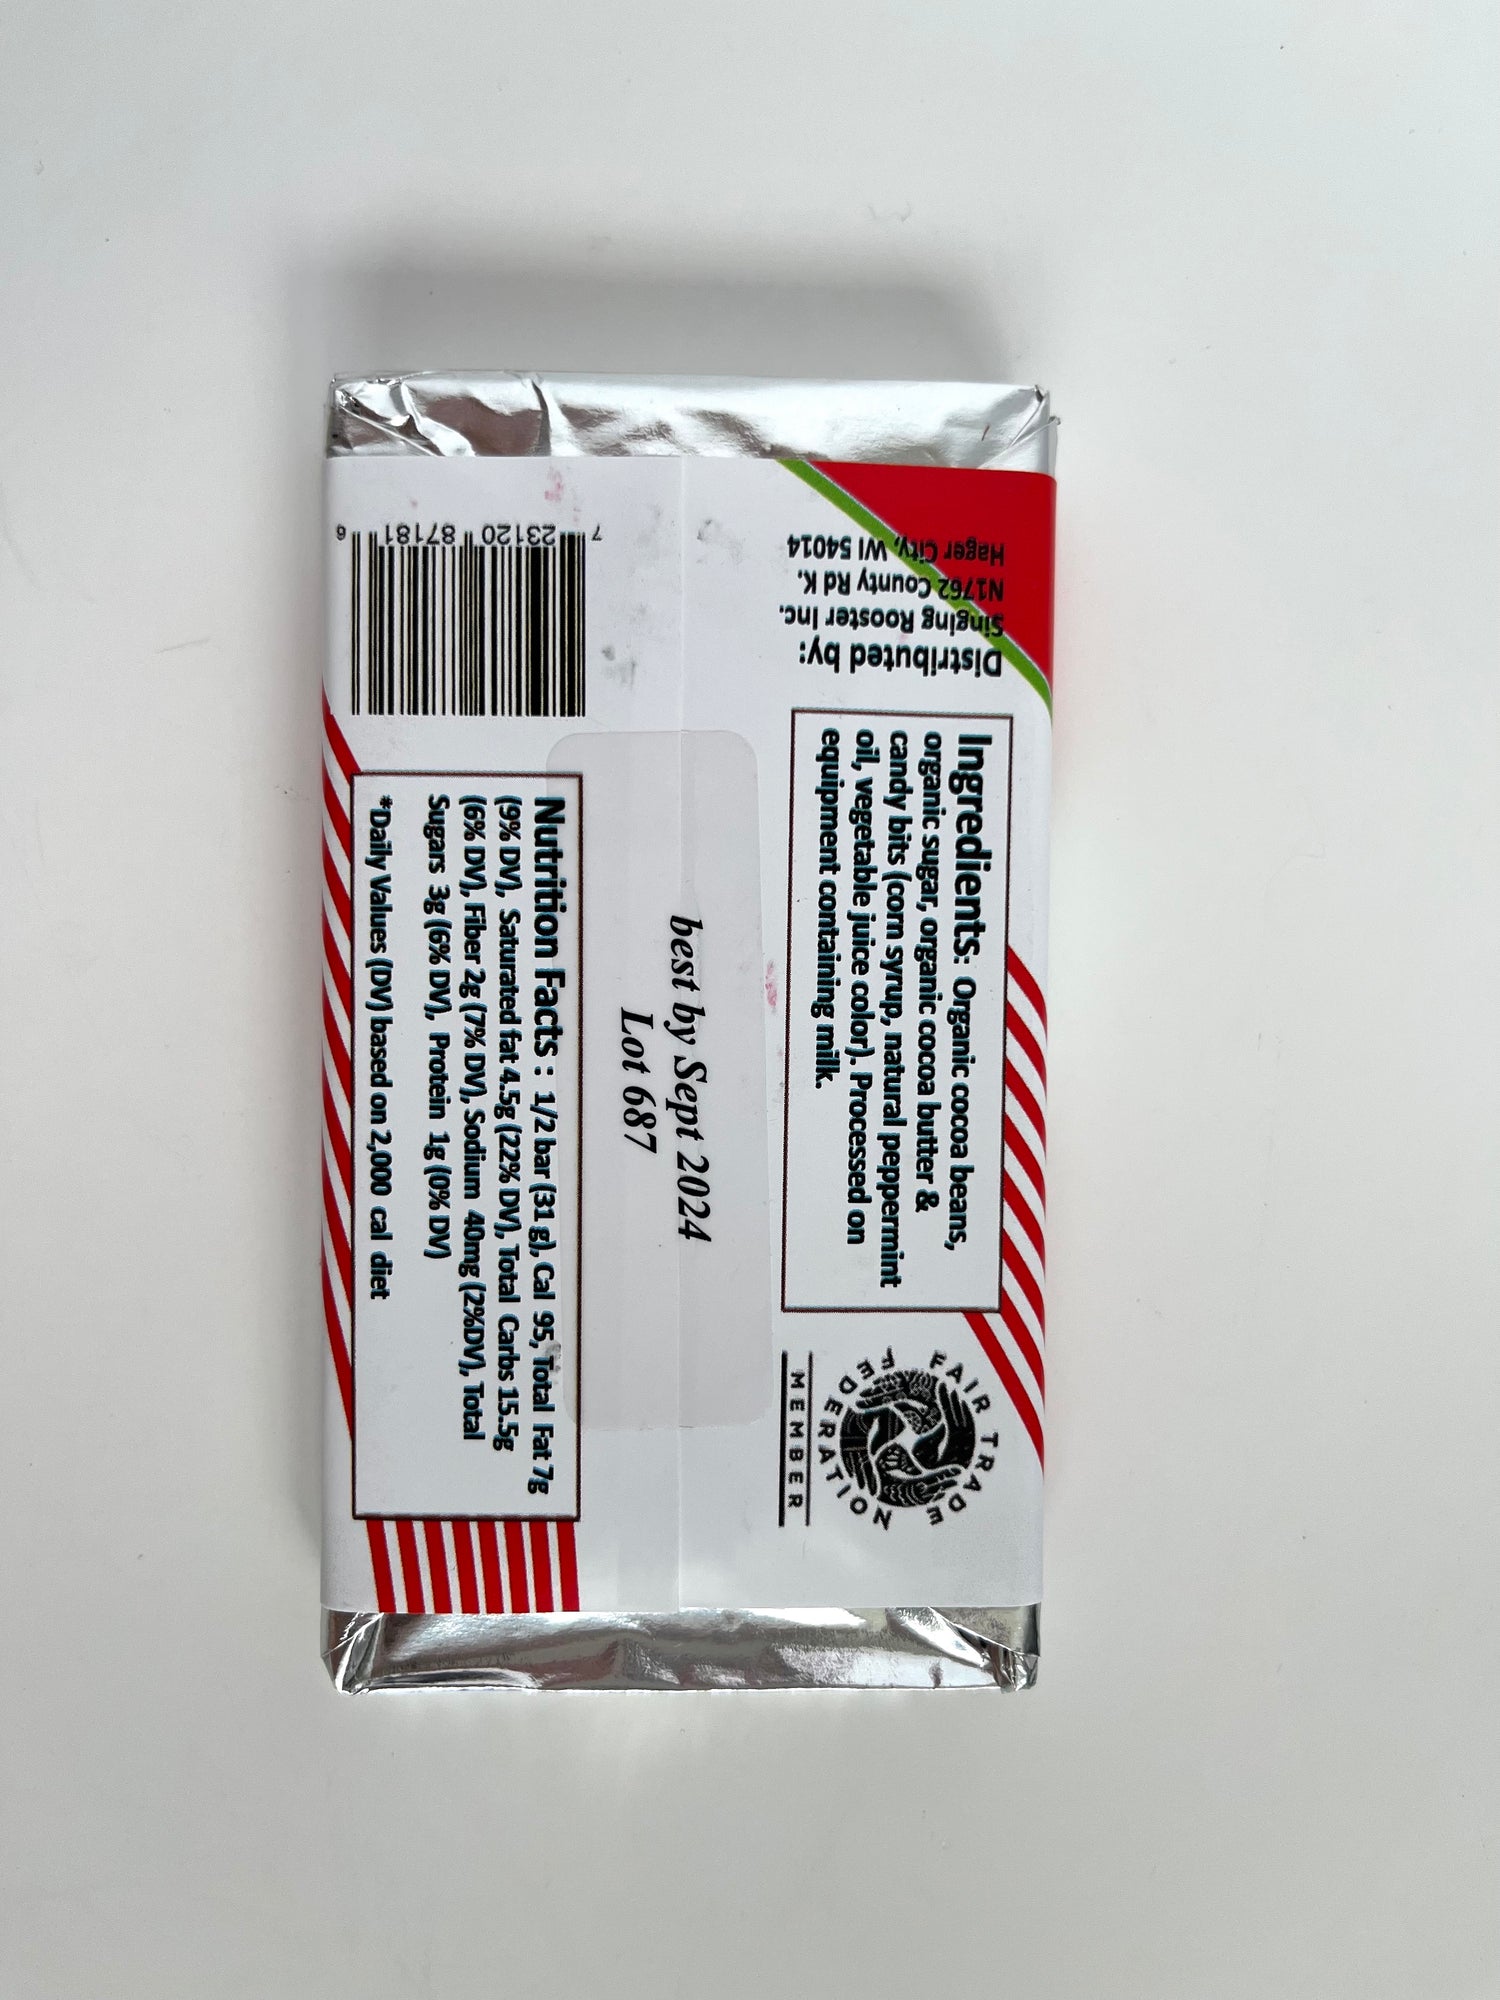 Distributed by:
Singing Rooster Inc.
N1762 County Rd K.
Hager City, WI 54014
Ingredients: Organic cocoa beans,
organic sugar, organic cocoa butter &
candy bits (corn syrup, natural peppermint
oil, vegetable juice color). Processed on
equipment containing milk.
FAIR TRADE
FEDERATION
MEMBER
best by Sept 2024
Lot 687
7 23120 87181 6
Nutrition Facts : 1/2 bar (31 g), Cal 95, Total Fat 7g
(9% DV), Saturated fat 4.5g (22% DV), Total Carbs 15.5g
(6% DV), Fiber 2g (7% DV), Sodium 40mg (2%DV), Total
Sugars 3g (6% DV), Protein 1g (0% DV)
*Daily Values (DV) based on 2,000 cal diet